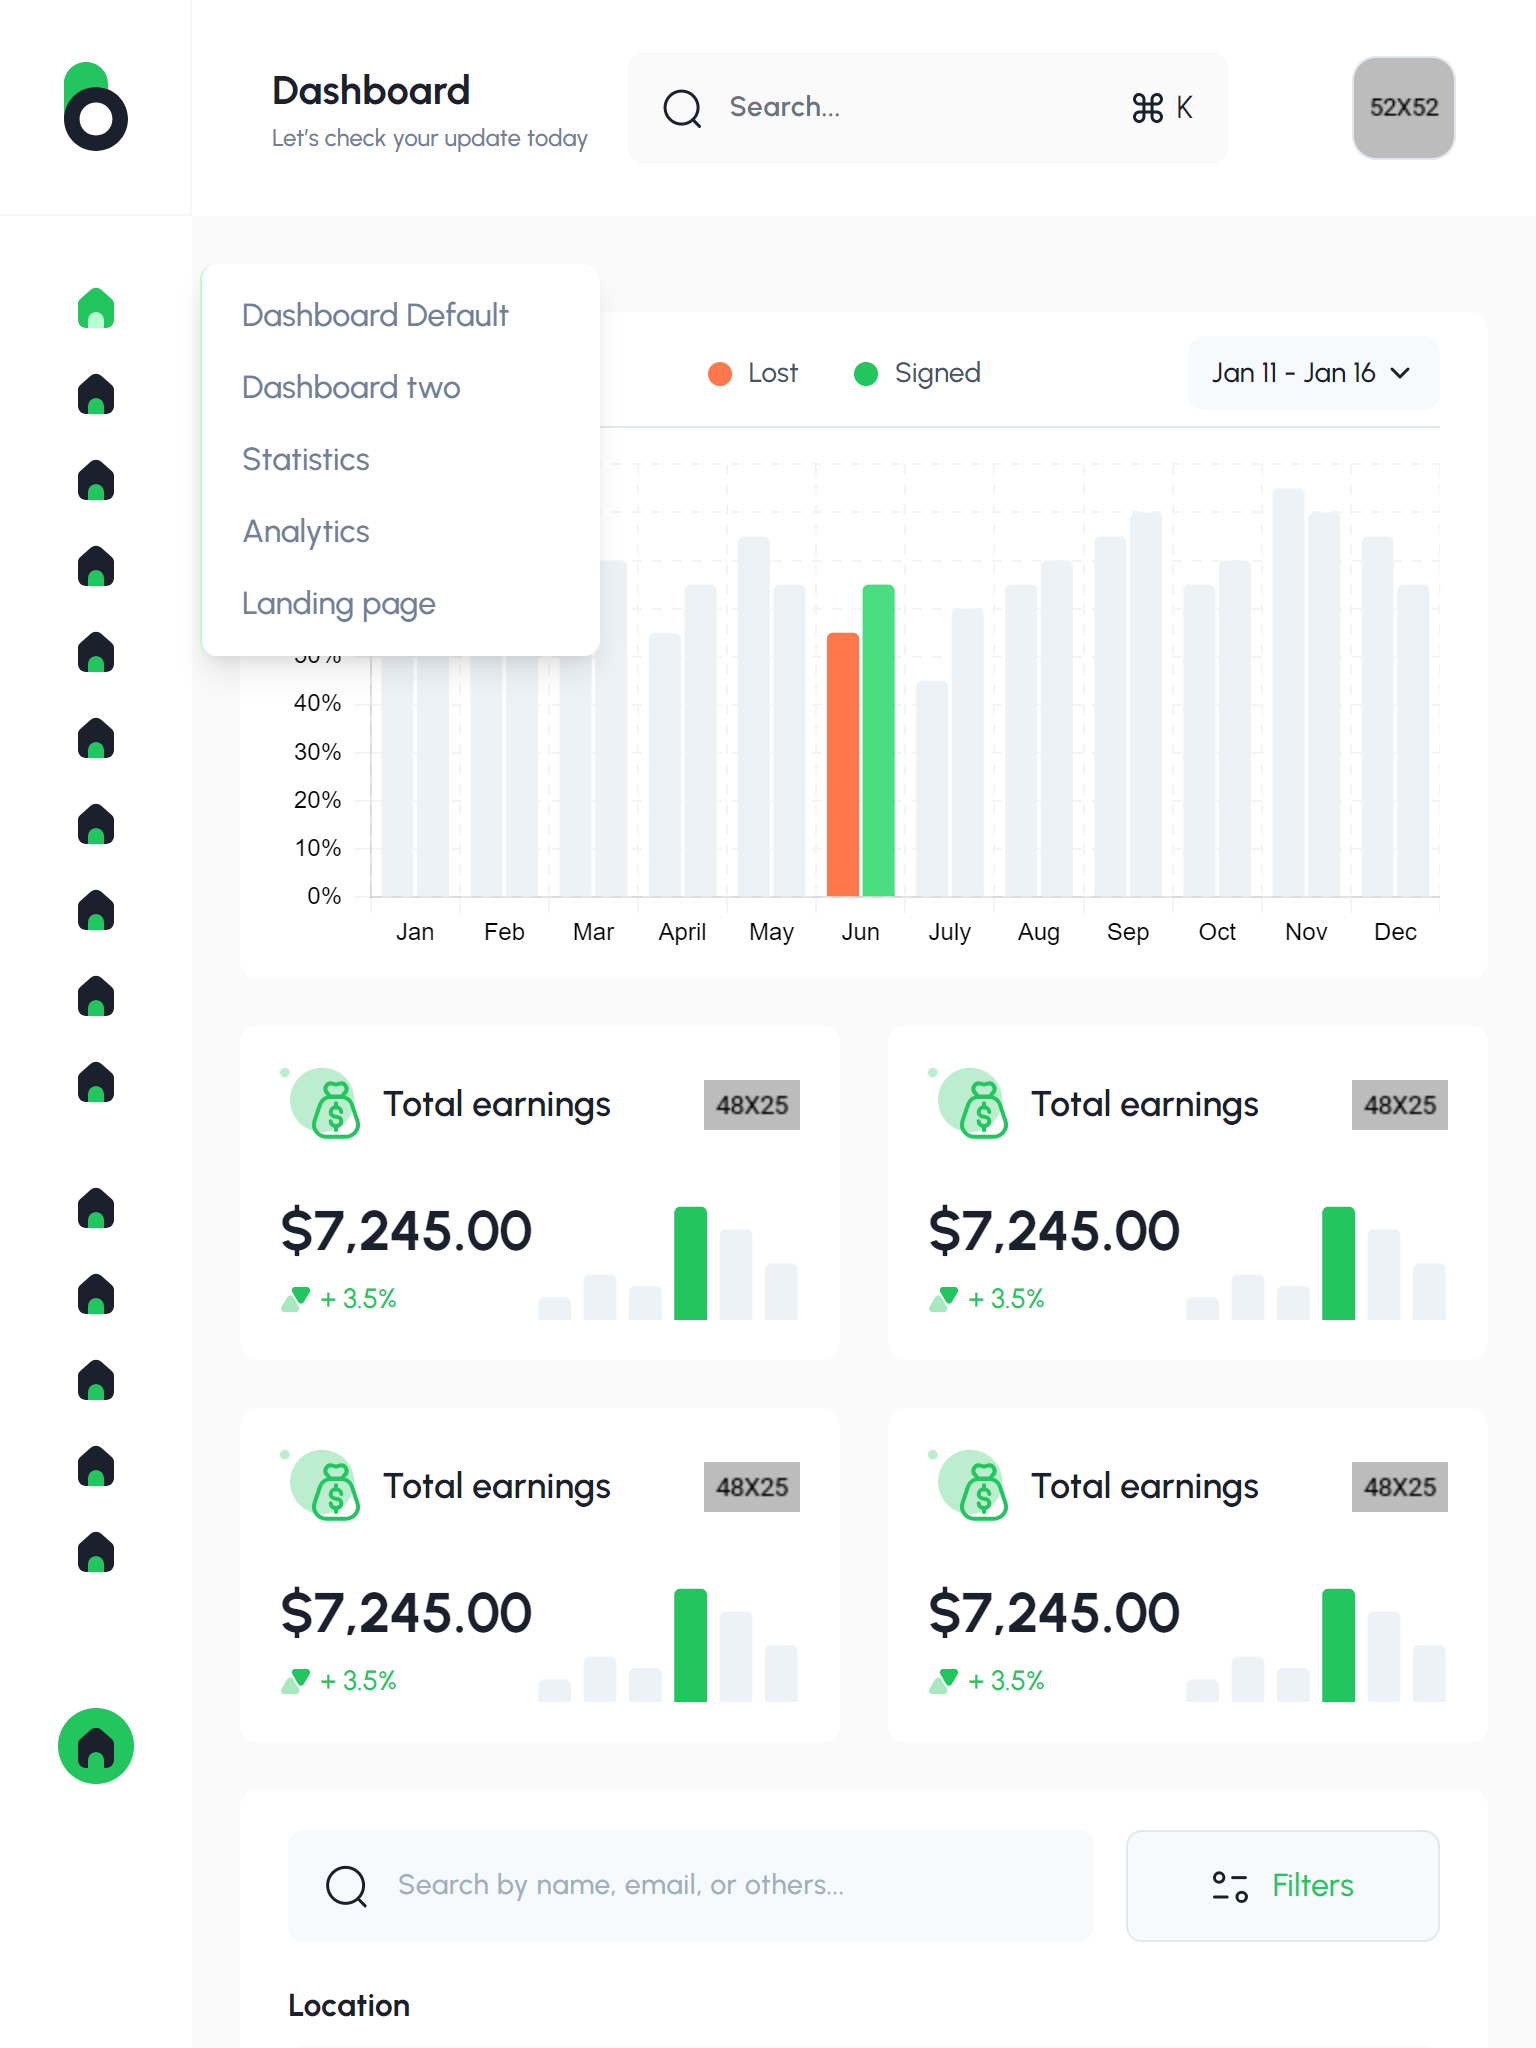 Dashboard
Let's check your update today
Search...
⌘ K
52X52
Dashboard Default
Dashboard two
Statistics
Analytics
Landing page
Lost
Signed
Jan 11 - Jan 16
50%
40%
30%
20%
10%
0%
Jan Feb Mar April May Jun July Aug Sep Oct Nov Dec
Total earnings
48X25
$7,245.00
+ 3.5%
Total earnings
48X25
$7,245.00
+ 3.5%
Total earnings
48X25
$7,245.00
+ 3.5%
Total earnings
48X25
$7,245.00
+ 3.5%
Search by name, email, or others...
Filters
Location